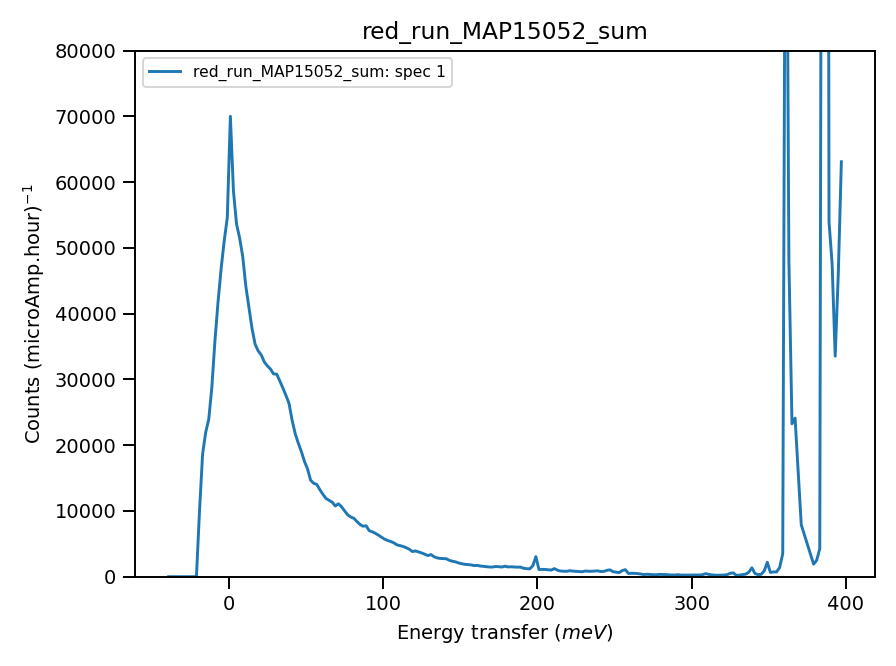 red_run_MAP15052_sum
red_run_MAP15052_sum: spec 1
80000
70000
60000
50000
40000
30000
20000
10000
0
Counts (microAmp.hour)⁻¹
0 100 200 300 400
Energy transfer (meV)